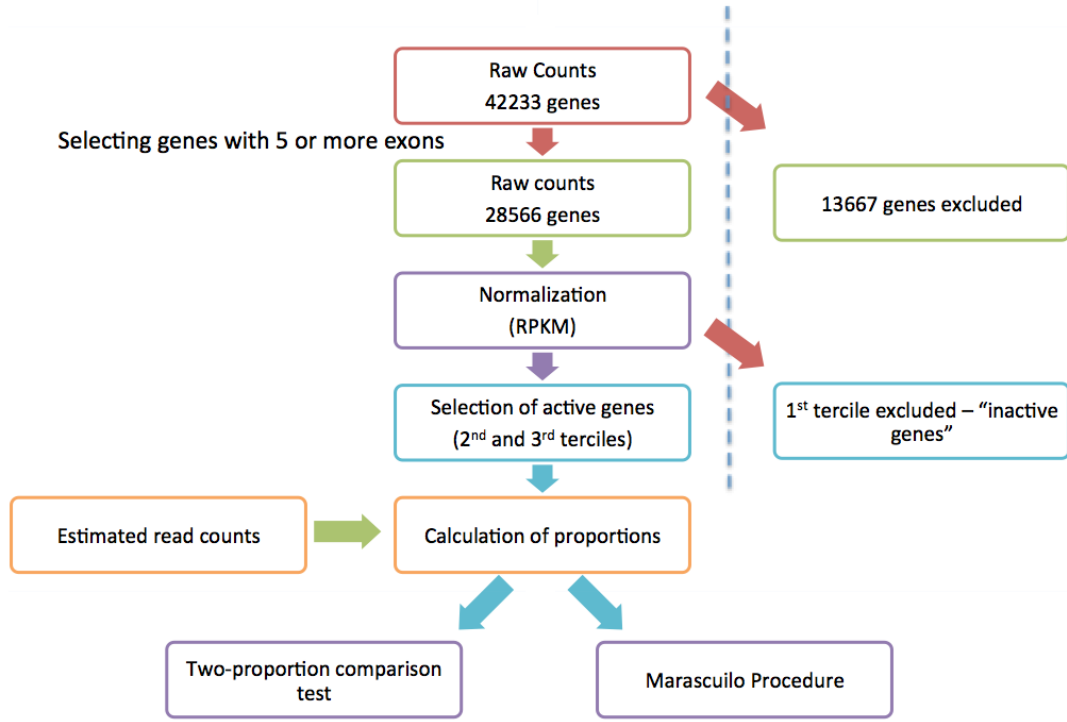 Raw Counts
42233 genes
Selecting genes with 5 or more exons
Raw counts
28566 genes
13667 genes excluded
Normalization
(RPKM)
Selection of active genes
(2nd and 3rd terciles)
1st tercile excluded – “inactive
genes”
Estimated read counts
Calculation of proportions
Two-proportion comparison
test
Marascuilo Procedure